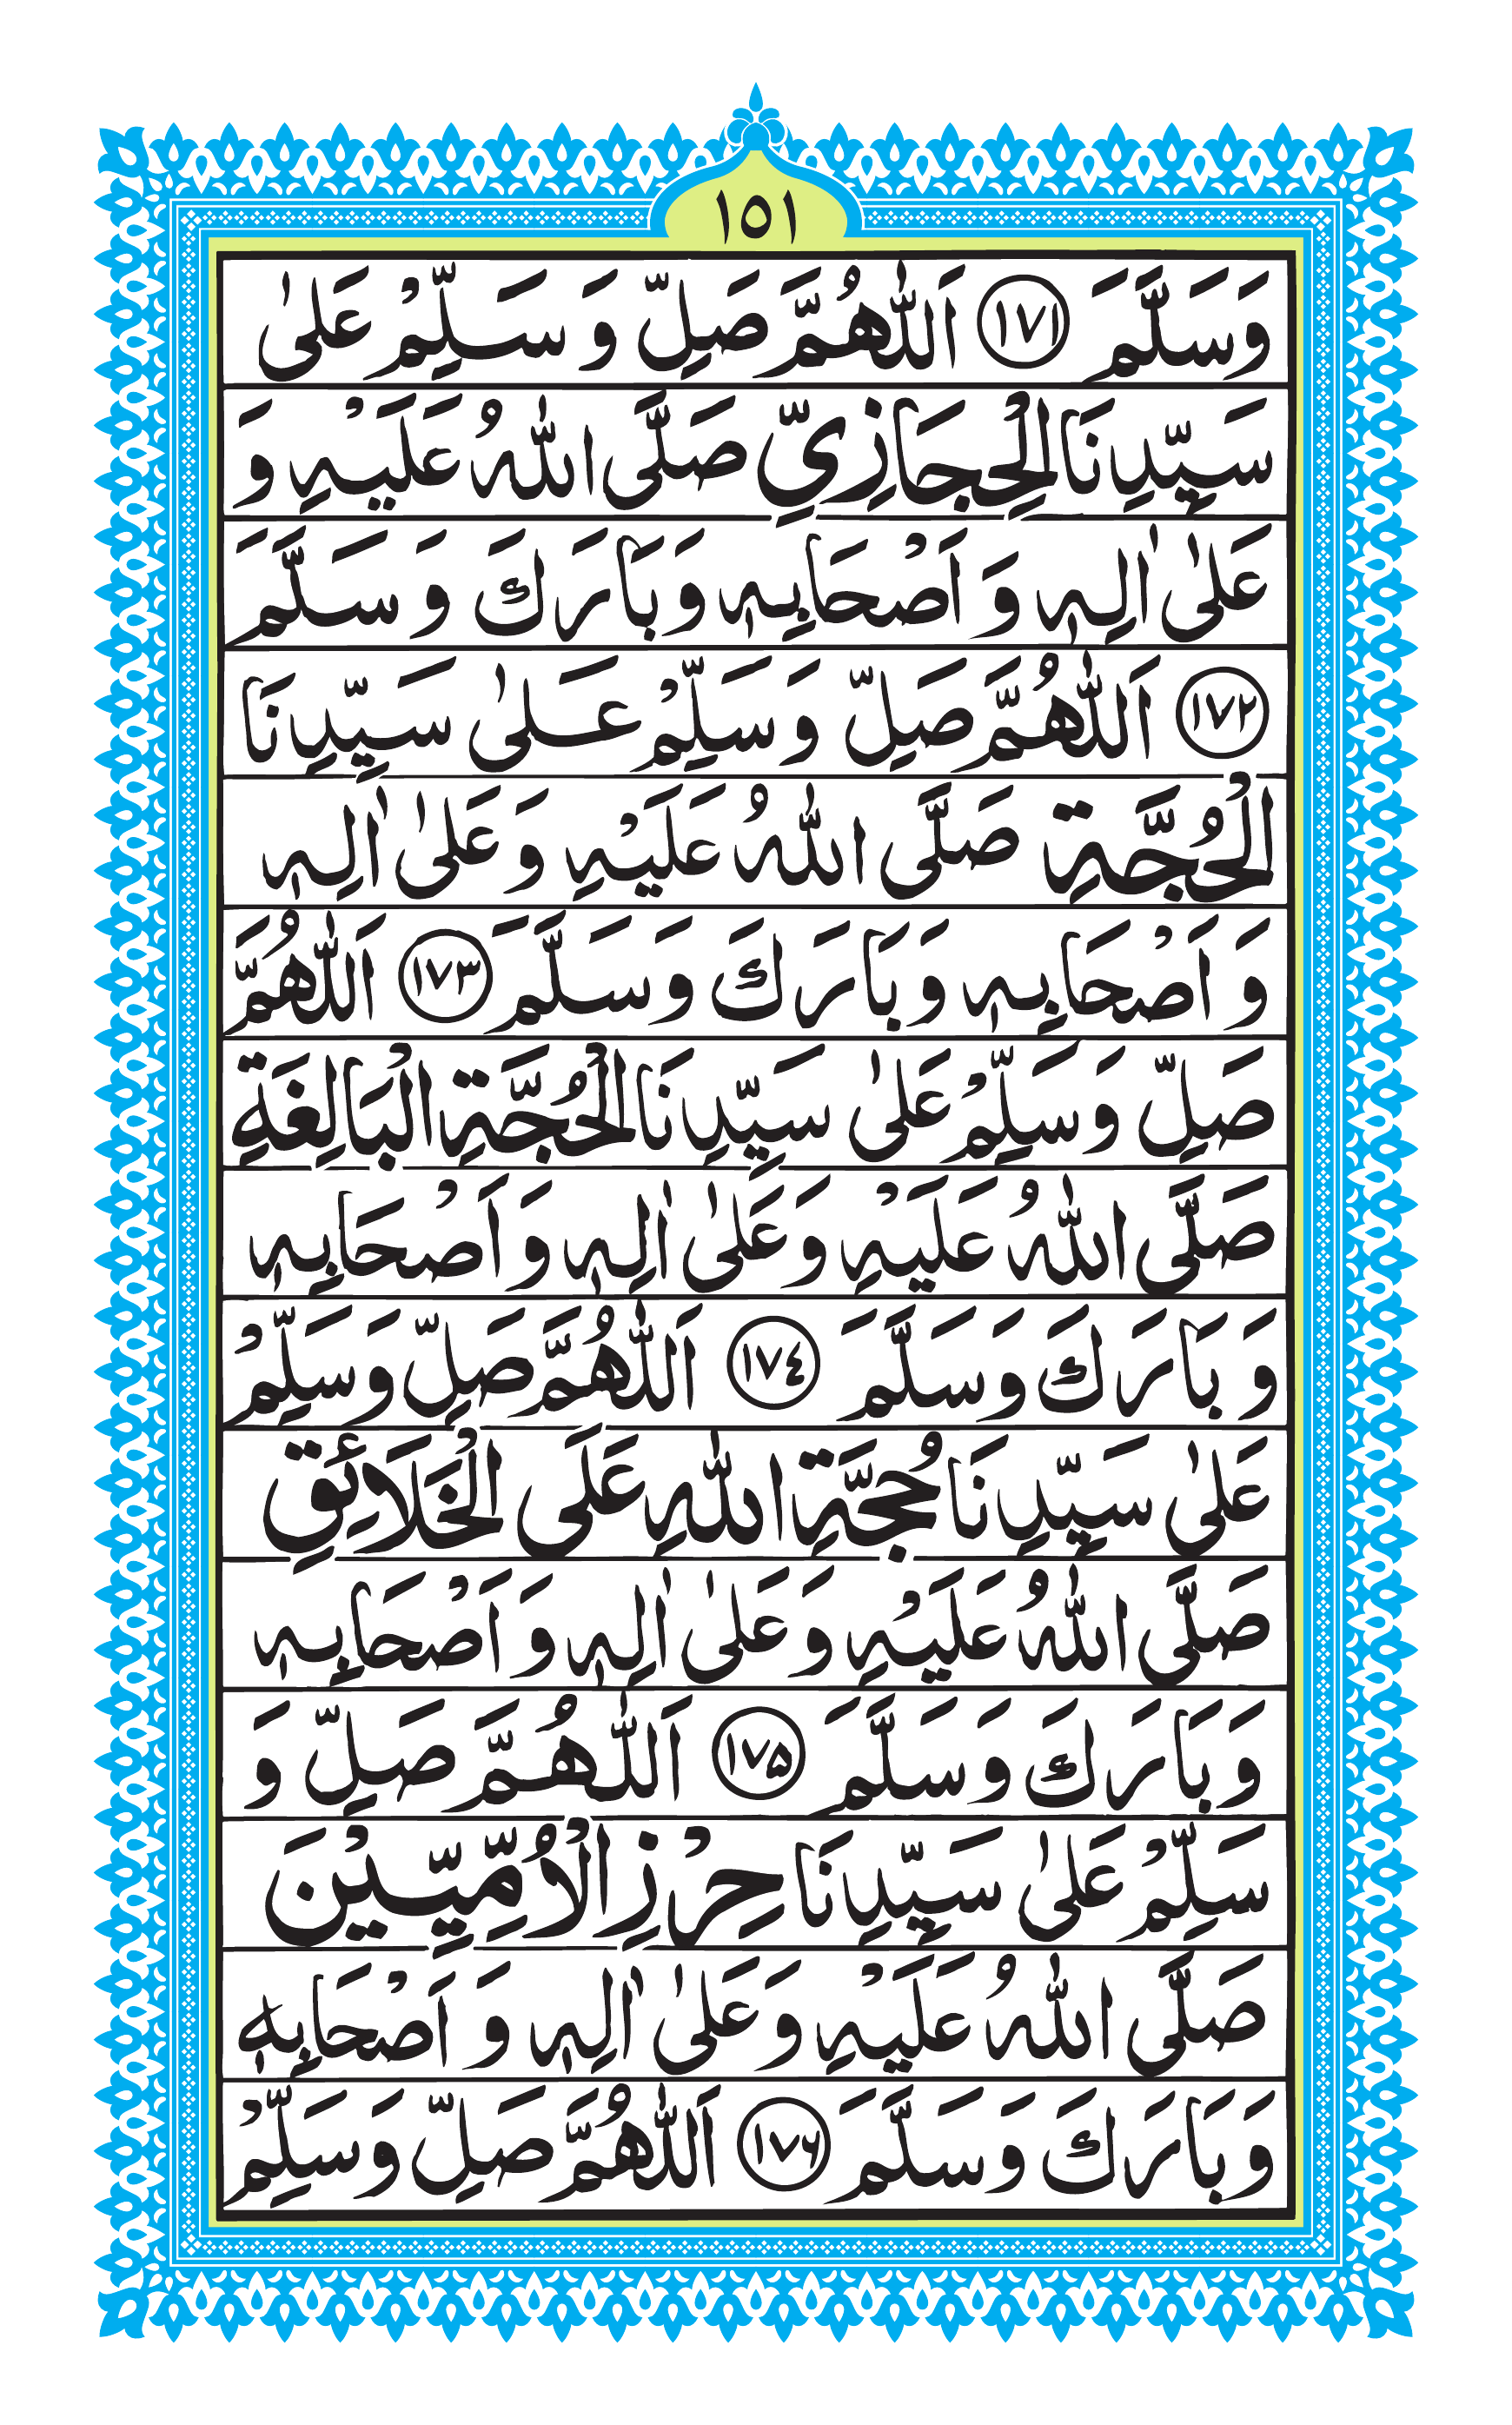 ١٥١
وَسَلَّمَ ١٧١ اَللّٰهُمَّ صَلِّ وَ سَلِّمْ عَلٰى
سَيِّدِنَا الْحِجَازِيِّ صَلَّى اللّٰهُ عَلَيْهِ وَ
عَلٰى اٰلِهٖ وَ اَصْحَابِهٖ وَبَارَكَ وَ سَلَّمَ
١٧٢ اَللّٰهُمَّ صَلِّ وَسَلِّمْ عَلٰى سَيِّدِنَا
الْحُجَّةِ صَلَّى اللّٰهُ عَلَيْهِ وَعَلٰى اٰلِهٖ
وَ اَصْحَابِهٖ وَبَارَكَ وَسَلَّمَ ١٧٣ اَللّٰهُمَّ
صَلِّ وَسَلِّمْ عَلٰى سَيِّدِنَا الْحُجَّةِ الْبَالِغَةِ
صَلَّى اللّٰهُ عَلَيْهِ وَعَلٰى اٰلِهٖ وَ اَصْحَابِهٖ
وَ بَارَكَ وَسَلَّمَ ١٧٤ اَللّٰهُمَّ صَلِّ وَسَلِّمْ
عَلٰى سَيِّدِنَا حُجَّةِ اللّٰهِ عَلَى الْخَلَائِقِ
صَلَّى اللّٰهُ عَلَيْهِ وَعَلٰى اٰلِهٖ وَ اَصْحَابِهٖ
وَبَارَكَ وَسَلَّمَ ١٧٥ اَللّٰهُمَّ صَلِّ وَ
سَلِّمْ عَلٰى سَيِّدِنَا حِرْزِ الْاُمِّيِّيْنَ
صَلَّى اللّٰهُ عَلَيْهِ وَعَلٰى اٰلِهٖ وَ اَصْحَابِهٖ
وَبَارَكَ وَسَلَّمَ ١٧٦ اَللّٰهُمَّ صَلِّ وَسَلِّمْ